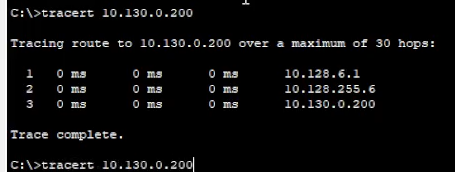 C:\>tracert 10.130.0.200
Tracing route to 10.130.0.200 over a maximum of 30 hops:
1 0 ms 0 ms 0 ms 10.128.6.1
2 0 ms 0 ms 0 ms 10.128.255.6
3 0 ms 0 ms 0 ms 10.130.0.200
Trace complete.
C:\>tracert 10.130.0.200